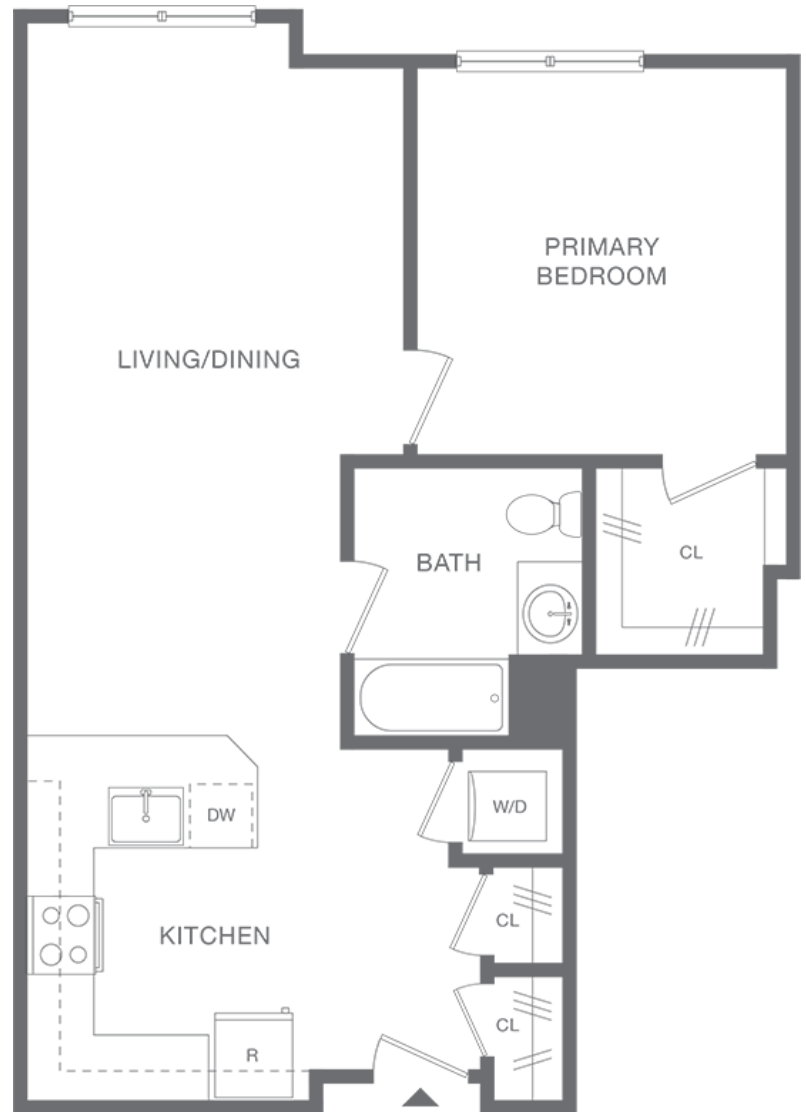 PRIMARY
BEDROOM
LIVING/DINING
CL
BATH
W/D
DW
CL
KITCHEN
CL
R